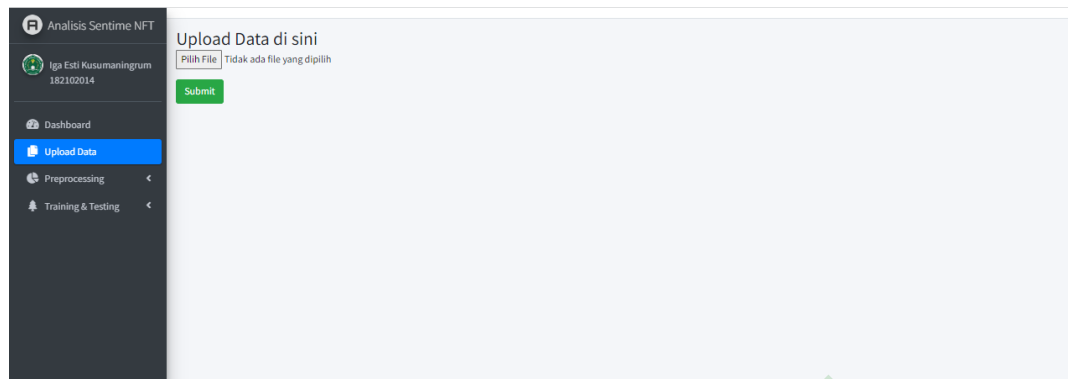 Analisis Sentime NFT
Iga Esti Kusumaningrum
182102014
Dashboard
Upload Data
Preprocessing
Training & Testing
Upload Data di sini
Pilih File Tidak ada file yang dipilih
Submit